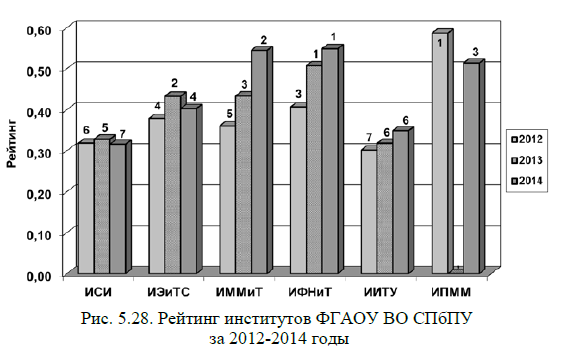 0,60
0,50
0,40
0,30
0,20
0,10
0,00
Рейтинг
6 5 7
4 2 4
5 3 2
3 1 1
7 6 6
1 3
ИСИ ИЭиТС ИММиТ ИФНиТ ИИТУ ИПММ
2012
2013
2014
Рис. 5.28. Рейтинг институтов ФГАОУ ВО СПбПУ
за 2012-2014 годы